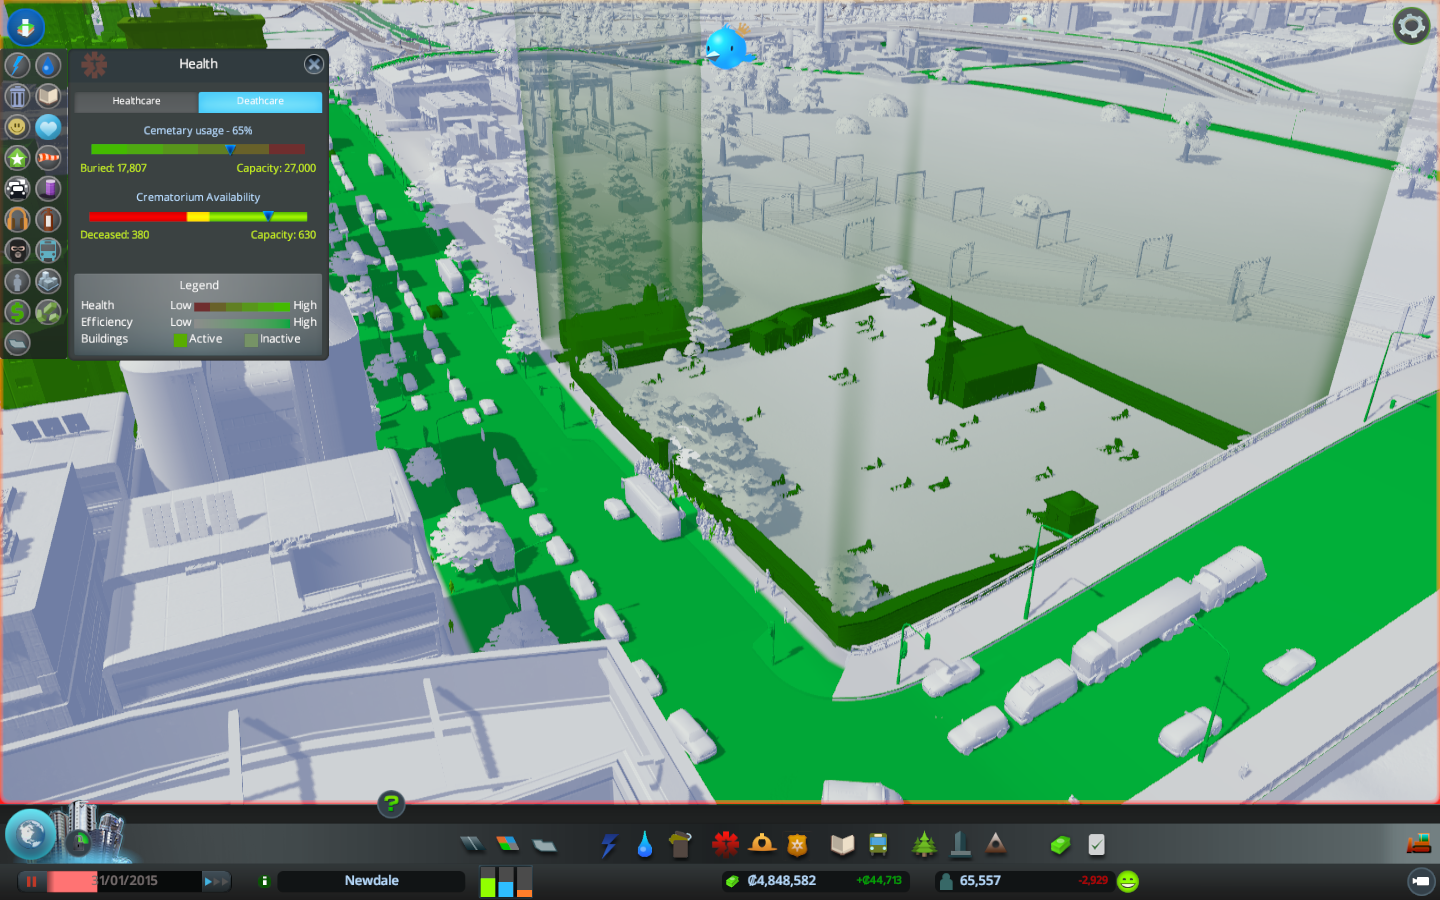 Health
Healthcare Deathcare
Cemetary usage - 65%
Buried: 17,807 Capacity: 27,000
Crematorium Availability
Deceased: 380 Capacity: 630
Legend
Health Low High
Efficiency Low High
Buildings Active Inactive
?
31/01/2015 Newdale ₡4,848,582 +₡44,713 65,557 -2,929